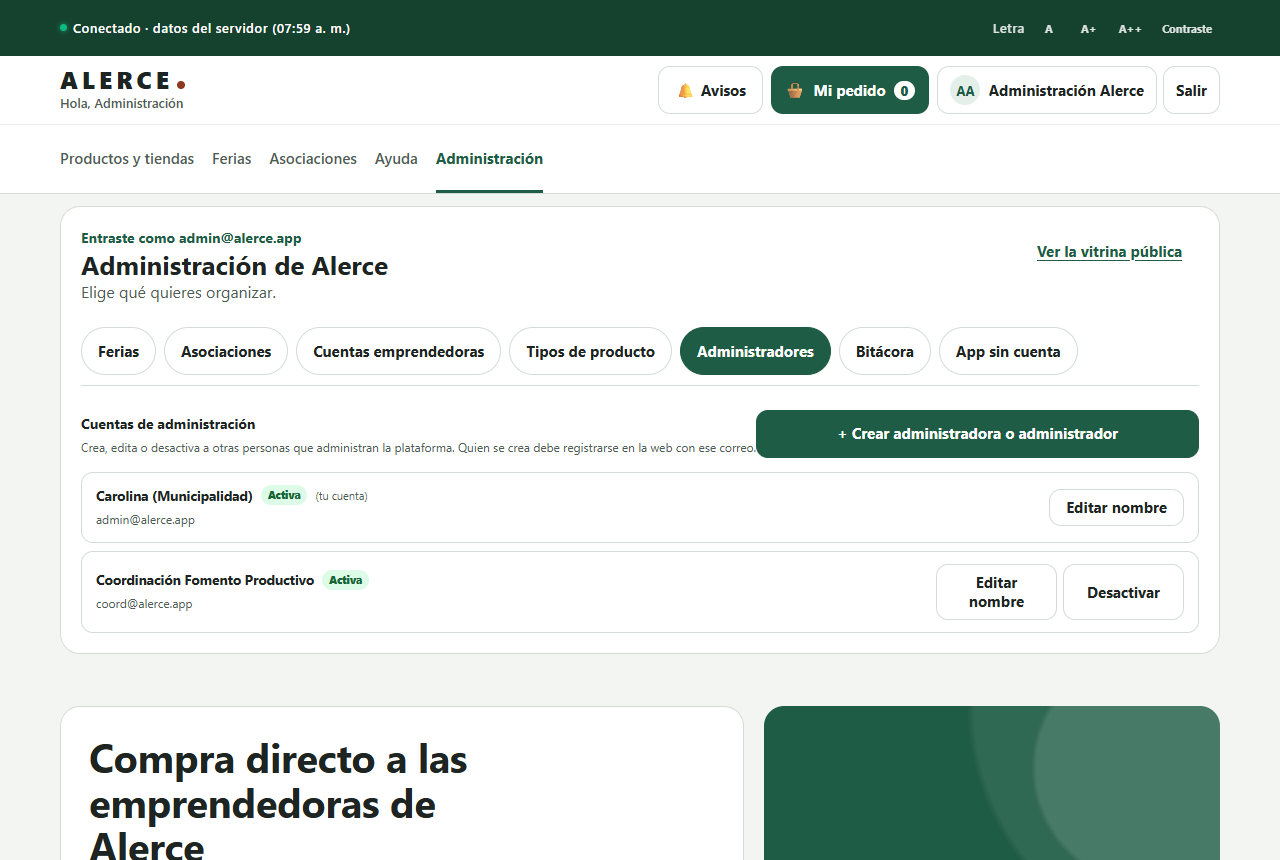 Conectado · datos del servidor (07:59 a. m.)
Letra A A+ A++ Contraste
ALERCE
Hola, Administración
Avisos
Mi pedido 0
AA Administración Alerce
Salir
Productos y tiendas Ferias Asociaciones Ayuda Administración
Entraste como admin@alerce.app
Administración de Alerce
Elige qué quieres organizar.
Ver la vitrina pública
Ferias Asociaciones Cuentas emprendedoras Tipos de producto Administradores Bitácora App sin cuenta
Cuentas de administración
Crea, edita o desactiva a otras personas que administran la plataforma. Quien se crea debe registrarse en la web con ese correo.
+ Crear administradora o administrador
Carolina (Municipalidad) Activa (tu cuenta)
admin@alerce.app
Editar nombre
Coordinación Fomento Productivo Activa
coord@alerce.app
Editar
nombre
Desactivar
Compra directo a las
emprendedoras de
Alerce